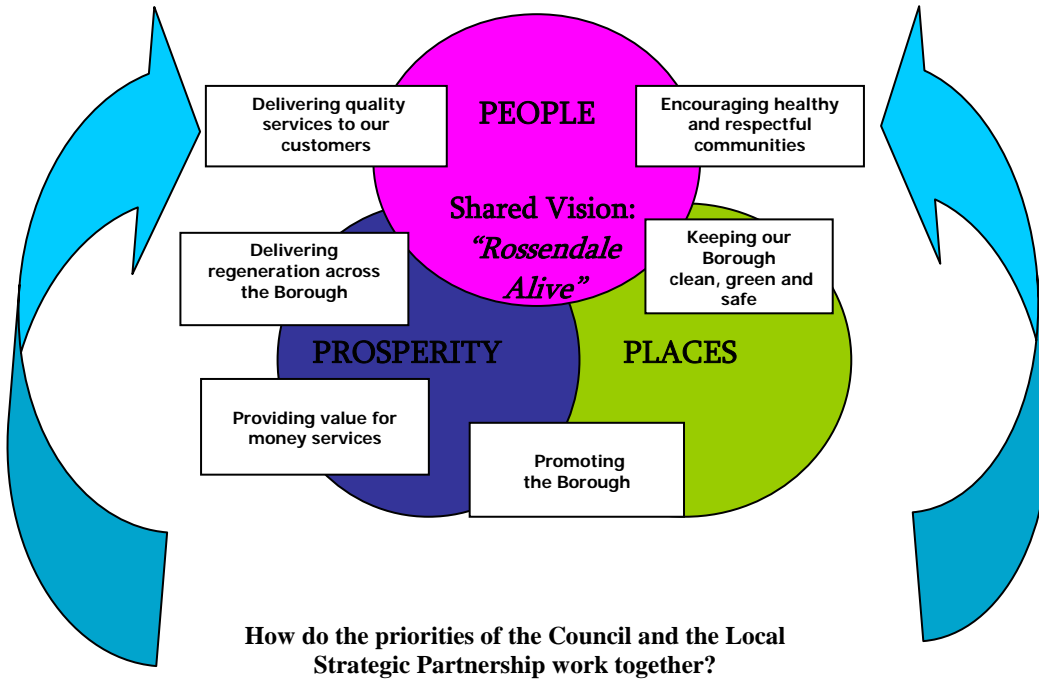 PEOPLE
Delivering quality
services to our
customers
Encouraging healthy
and respectful
communities
Shared Vision:
“Rossendale
Alive”
Delivering
regeneration across
the Borough
Keeping our
Borough
clean, green and
safe
PROSPERITY
PLACES
Providing value for
money services
Promoting
the Borough
How do the priorities of the Council and the Local
Strategic Partnership work together?